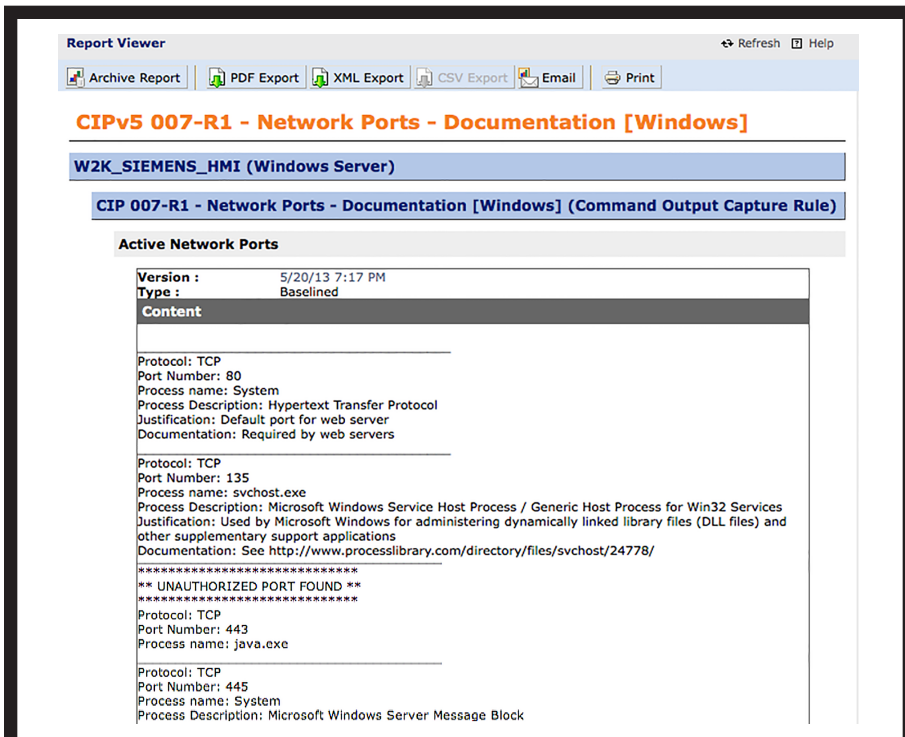 Report Viewer
Refresh ? Help
Archive Report PDF Export XML Export CSV Export Email Print
CIPv5 007-R1 - Network Ports - Documentation [Windows]
W2K_SIEMENS_HMI (Windows Server)
CIP 007-R1 - Network Ports - Documentation [Windows] (Command Output Capture Rule)
Active Network Ports
Version : 5/20/13 7:17 PM
Type : Baselined
Content
Protocol: TCP
Port Number: 80
Process name: System
Process Description: Hypertext Transfer Protocol
Justification: Default port for web server
Documentation: Required by web servers
Protocol: TCP
Port Number: 135
Process name: svchost.exe
Process Description: Microsoft Windows Service Host Process / Generic Host Process for Win32 Services
Justification: Used by Microsoft Windows for administering dynamically linked library files (DLL files) and
other supplementary support applications
Documentation: See http://www.processlibrary.com/directory/files/svchost/24778/
*****************************
** UNAUTHORIZED PORT FOUND **
*****************************
Protocol: TCP
Port Number: 443
Process name: java.exe
Protocol: TCP
Port Number: 445
Process name: System
Process Description: Microsoft Windows Server Message Block